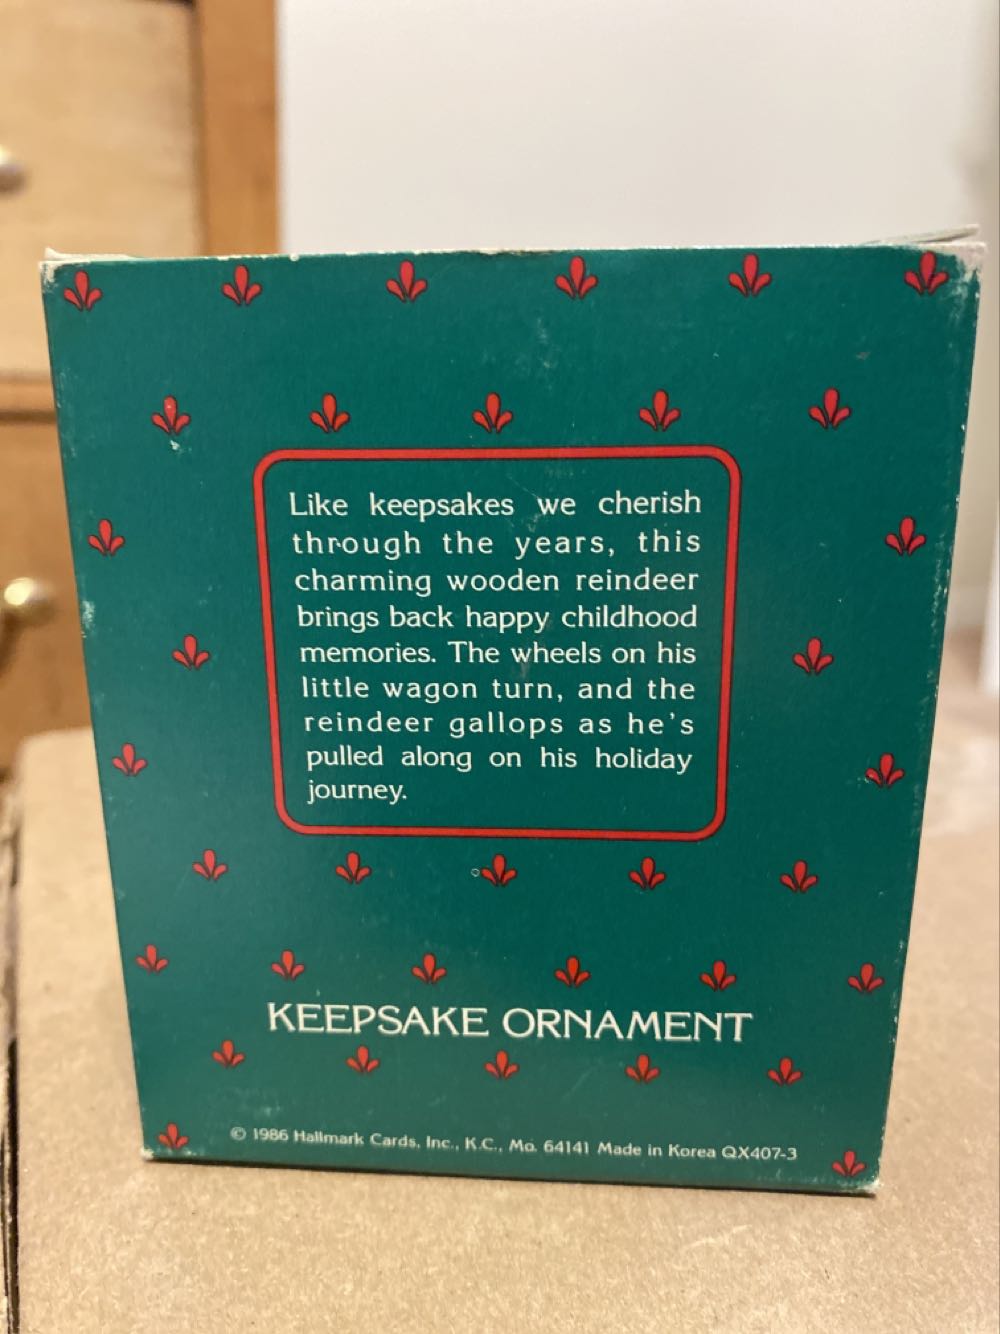 Like keepsakes we cherish
through the years, this
charming wooden reindeer
brings back happy childhood
memories. The wheels on his
little wagon turn, and the
reindeer gallops as he's
pulled along on his holiday
journey.
KEEPSAKE ORNAMENT
© 1986 Hallmark Cards, Inc., K.C., Mo. 64141 Made in Korea QX407-3